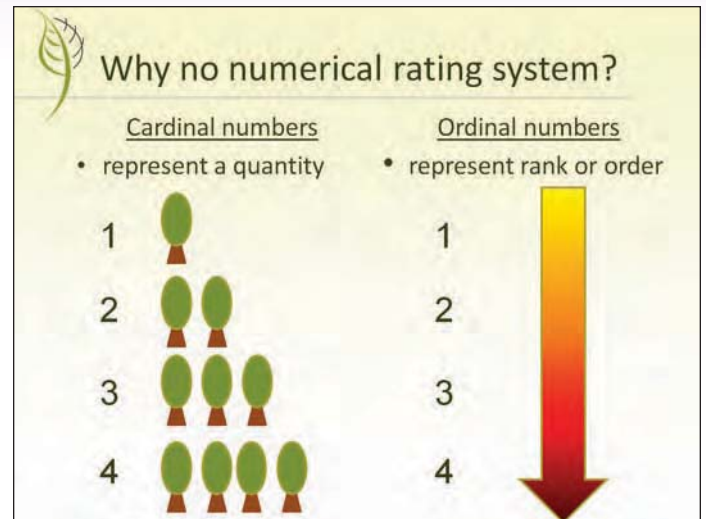 Why no numerical rating system?
Cardinal numbers
• represent a quantity
1
2
3
4
Ordinal numbers
• represent rank or order
1
2
3
4